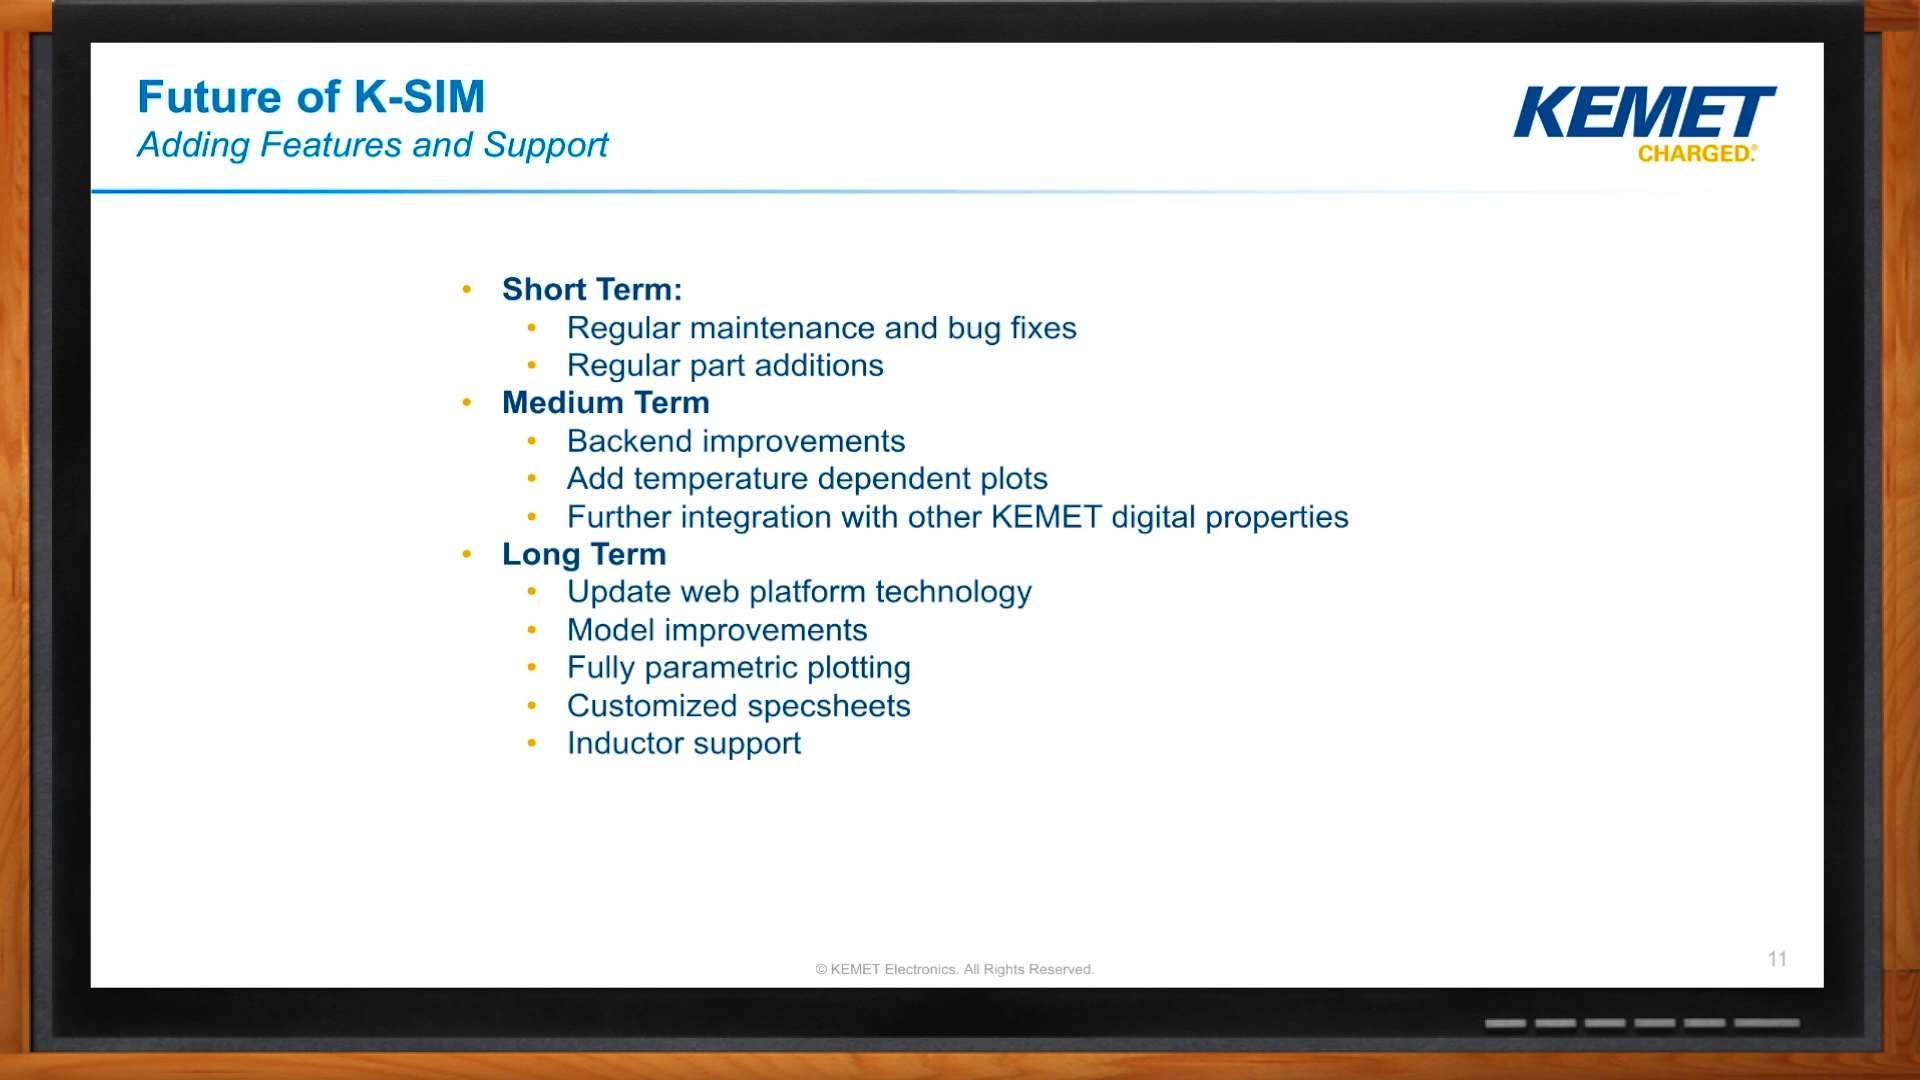 Future of K-SIM
Adding Features and Support
KEMET
CHARGED.®
• Short Term:
• Regular maintenance and bug fixes
• Regular part additions
• Medium Term
• Backend improvements
• Add temperature dependent plots
• Further integration with other KEMET digital properties
• Long Term
• Update web platform technology
• Model improvements
• Fully parametric plotting
• Customized specsheets
• Inductor support
© KEMET Electronics. All Rights Reserved.
11